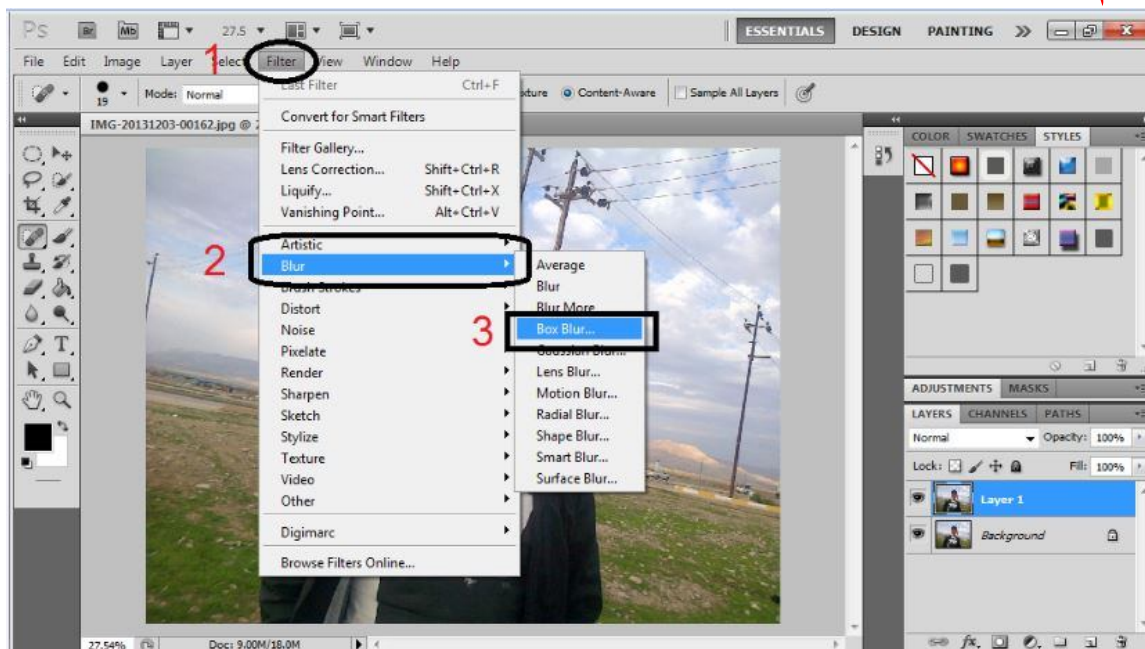 Ps Br Mb 27.5 ESSENTIALS DESIGN PAINTING
1
File Edit Image Layer Select Filter View Window Help
19 Mode: Normal Content-Aware Sample All Layers
IMG-20131203-00162.jpg @
Last Filter Ctrl+F
Convert for Smart Filters
Filter Gallery...
Lens Correction... Shift+Ctrl+R
Liquify... Shift+Ctrl+X
Vanishing Point... Alt+Ctrl+V
Artistic
2
Blur
Brush Strokes
Distort
Noise
Pixelate
Render
Sharpen
Sketch
Stylize
Texture
Video
Other
Digimarc
Browse Filters Online...
Average
Blur
Blur More
3
Box Blur...
Gaussian Blur...
Lens Blur...
Motion Blur...
Radial Blur...
Shape Blur...
Smart Blur...
Surface Blur...
COLOR SWATCHES STYLES
ADJUSTMENTS MASKS
LAYERS CHANNELS PATHS
Normal Opacity: 100%
Lock: Fill: 100%
Layer 1
Background
fx.
27.54% Doc: 9.00M/18.0M